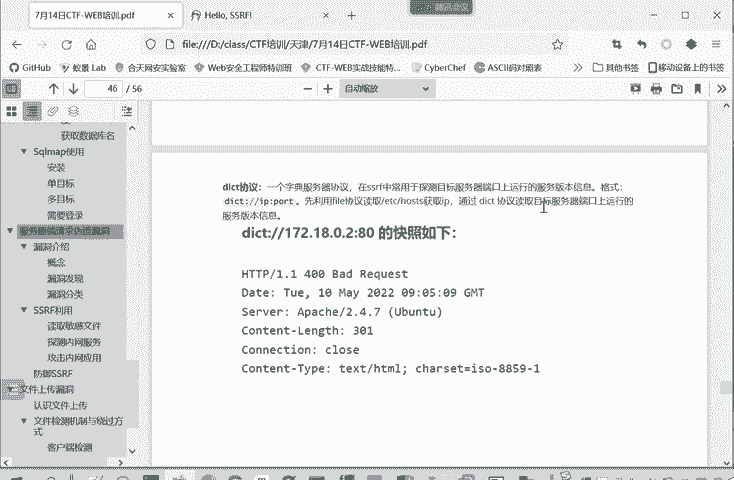 腾讯会议
7月14日CTF-WEB培训.pdf
Hello, SSRF!
file:///D:/class/CTF培训/天津/7月14日CTF-WEB培训.pdf
GitHub
蚁景 Lab
合天网安实验室
Web安全工程师特训班
CTF-WEB实战技能特...
CyberChef
ASCII码对照表
其他书签
移动设备上的书签
46 / 56
自动缩放
获取数据库名
Sqlmap使用
安装
单目标
多目标
需要登录
服务器端请求伪造漏洞
漏洞介绍
概念
漏洞发现
漏洞分类
SSRF利用
读取敏感文件
探测内网服务
攻击内网应用
防御SSRF
文件上传漏洞
认识文件上传
文件检测机制与绕过方
式
客户端检测
dict协议：一个字典服务器协议，在ssrf中常用于探测目标服务器端口上运行的服务版本信息。格式：
dict://ip:port。先利用file协议读取/etc/hosts获取ip，通过 dict 协议读取目标服务器端口上运行的
服务版本信息。
dict://172.18.0.2:80 的快照如下：
HTTP/1.1 400 Bad Request
Date: Tue, 10 May 2022 09:05:09 GMT
Server: Apache/2.4.7 (Ubuntu)
Content-Length: 301
Connection: close
Content-Type: text/html; charset=iso-8859-1